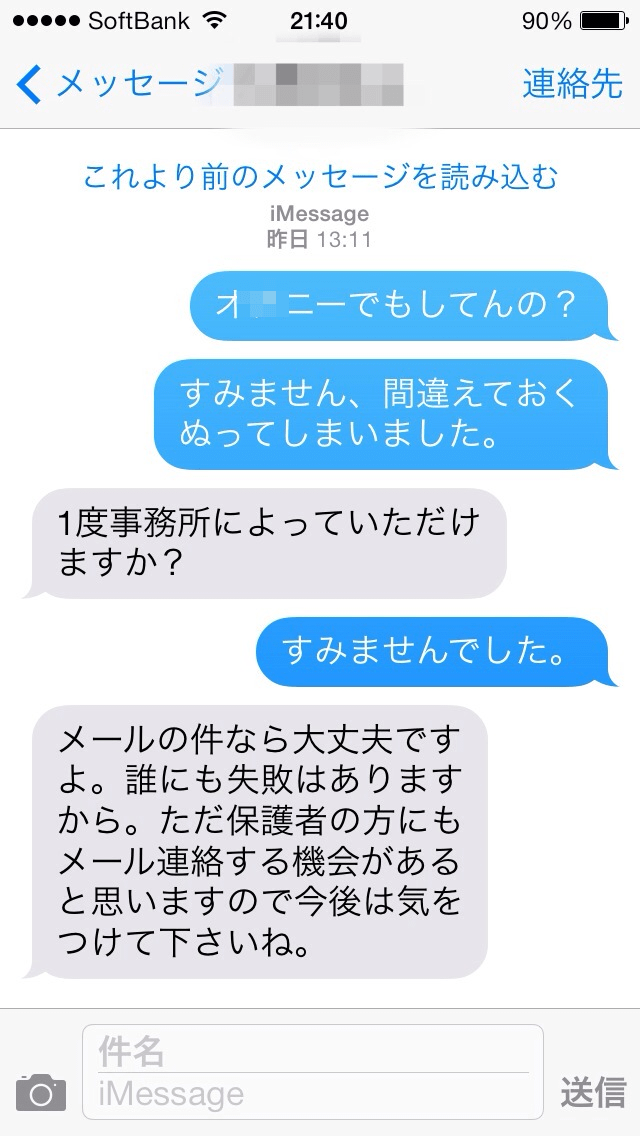 SoftBank 21:40 90%
メッセージ 連絡先
これより前のメッセージを読み込む
iMessage
昨日 13:11
オ ニーでもしてんの？
すみません、間違えておく
ぬってしまいました。
1度事務所によっていただけ
ますか？
すみませんでした。
メールの件なら大丈夫です
よ。誰にも失敗はあります
から。ただ保護者の方にも
メール連絡する機会がある
と思いますので今後は気を
つけて下さいね。
件名
iMessage
送信